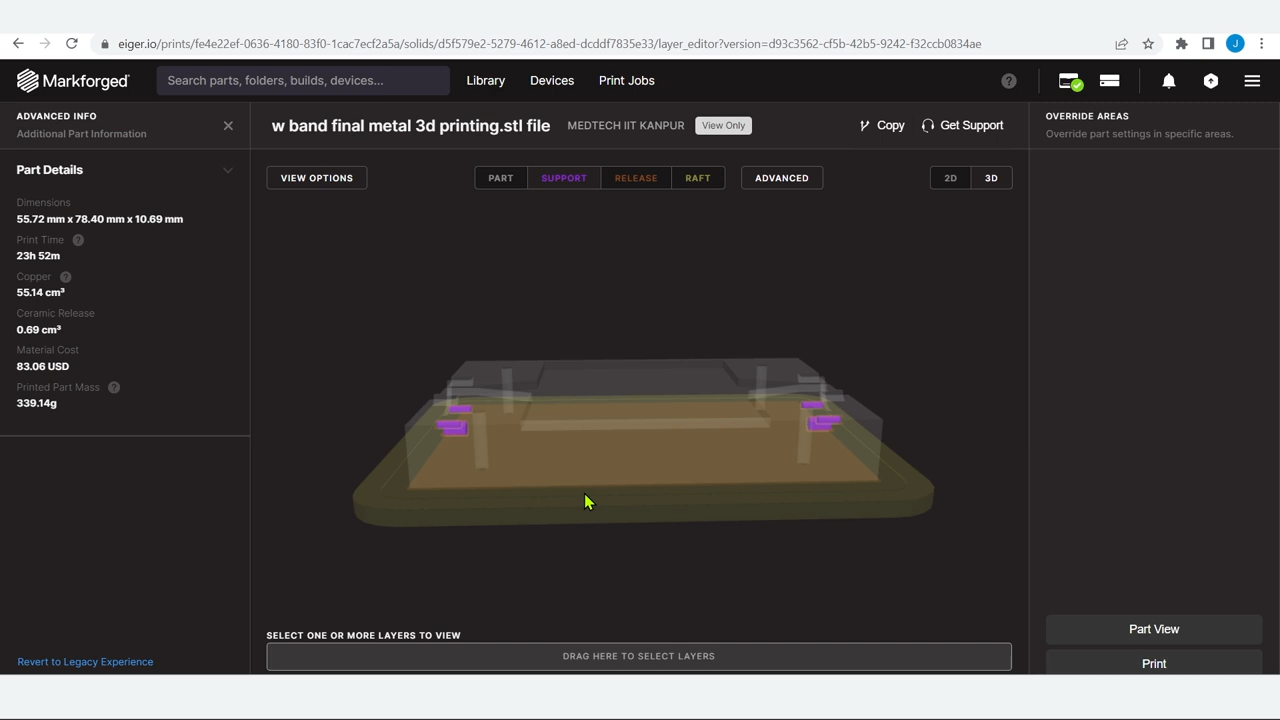 eiger.io/prints/fe4e22ef-0636-4180-83f0-1cac7ecf2a5a/solids/d5f579ca-527b-4610-a8ed-dcddf7835e33/layer_editor?version=d93c3562-cf5b-42b5-9242-f32ccb0834ae
J
Markforged
Search parts, folders, builds, devices...
Library
Devices
Print Jobs
?
ADVANCED INFO
Additional Part Information
w band final metal 3d printing.stl file
MEDTECH IIT KANPUR
View Only
Copy
Get Support
OVERRIDE AREAS
Override part settings in specific areas.
Part Details
VIEW OPTIONS
PART
SUPPORT
RELEASE
RAFT
ADVANCED
2D
3D
Dimensions
55.72 mm x 78.40 mm x 10.69 mm
Print Time ?
23h 52m
Copper ?
55.14 cm³
Ceramic Release
0.69 cm³
Material Cost
83.06 USD
Printed Part Mass ?
339.14g
SELECT ONE OR MORE LAYERS TO VIEW
DRAG HERE TO SELECT LAYERS
Part View
Print
Revert to Legacy Experience